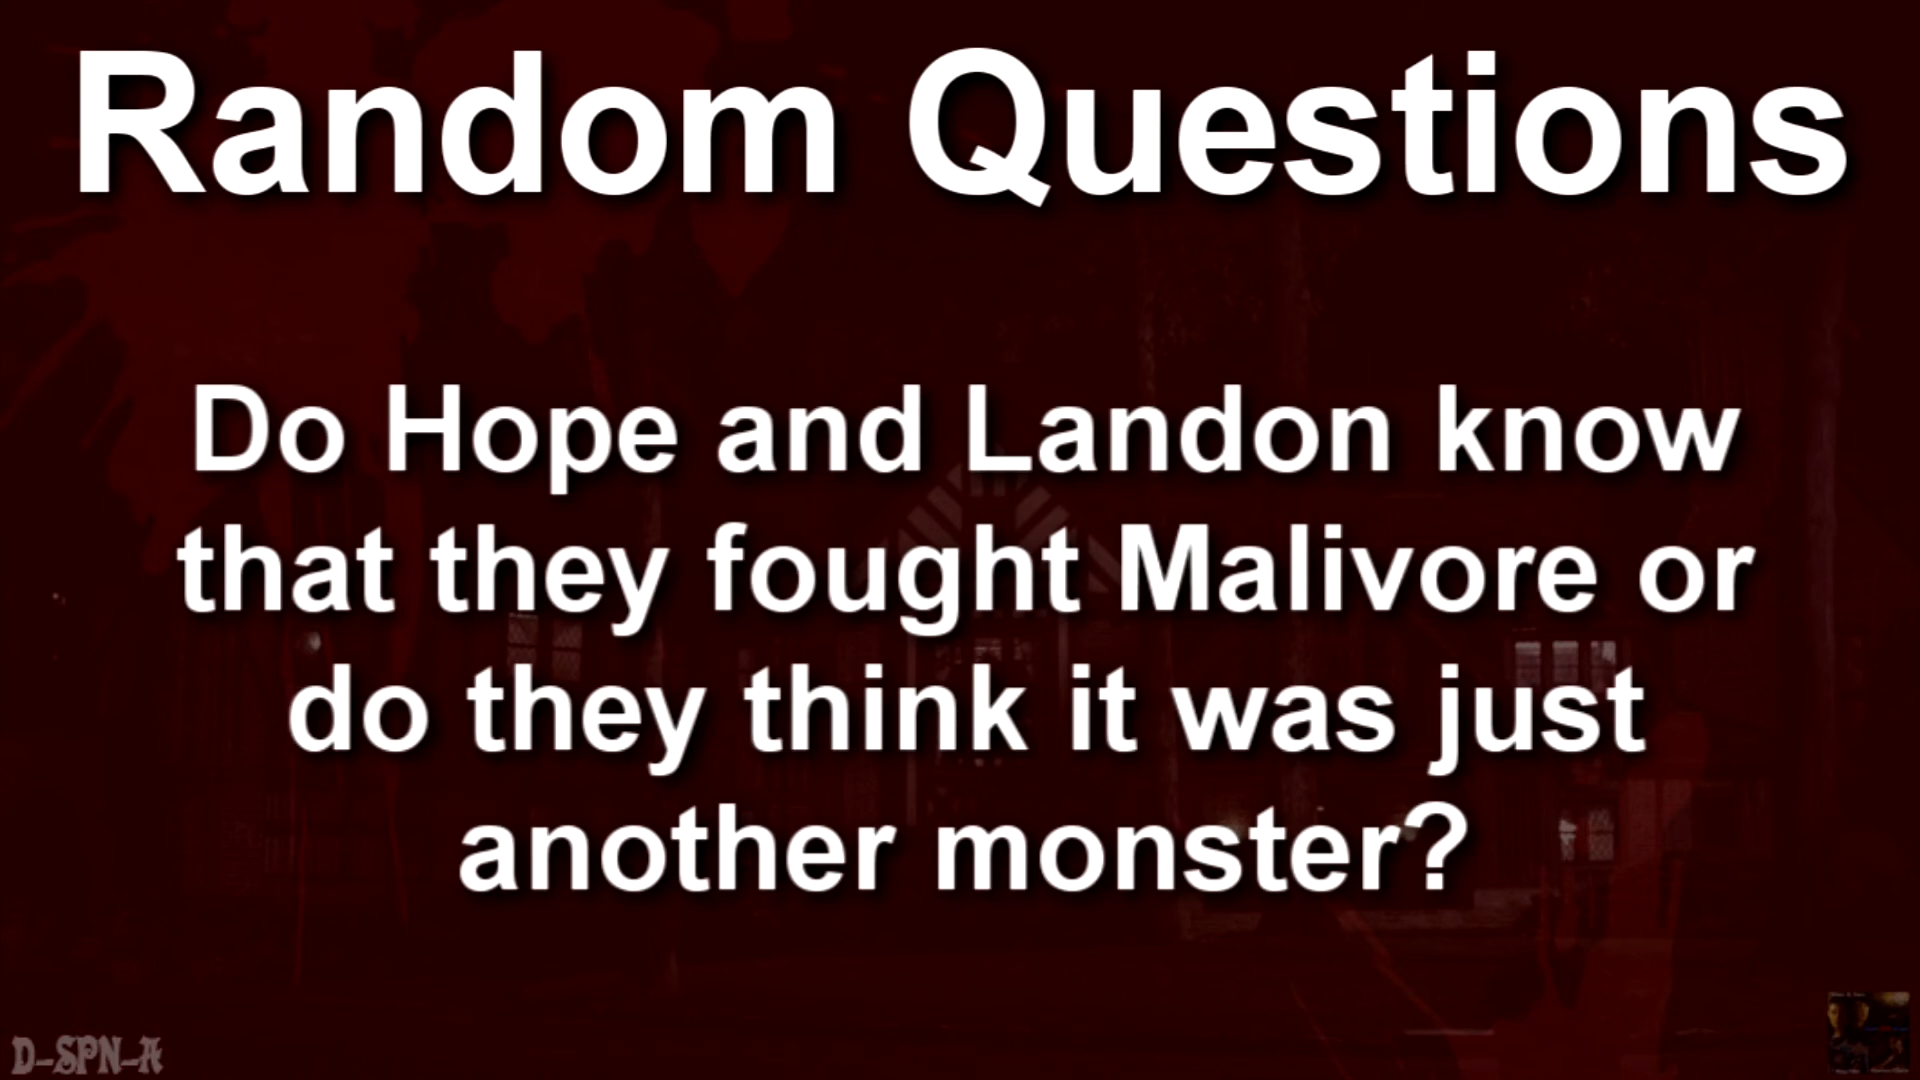 Random Questions
Do Hope and Landon know
that they fought Malivore or
do they think it was just
another monster?
D-SPN-A